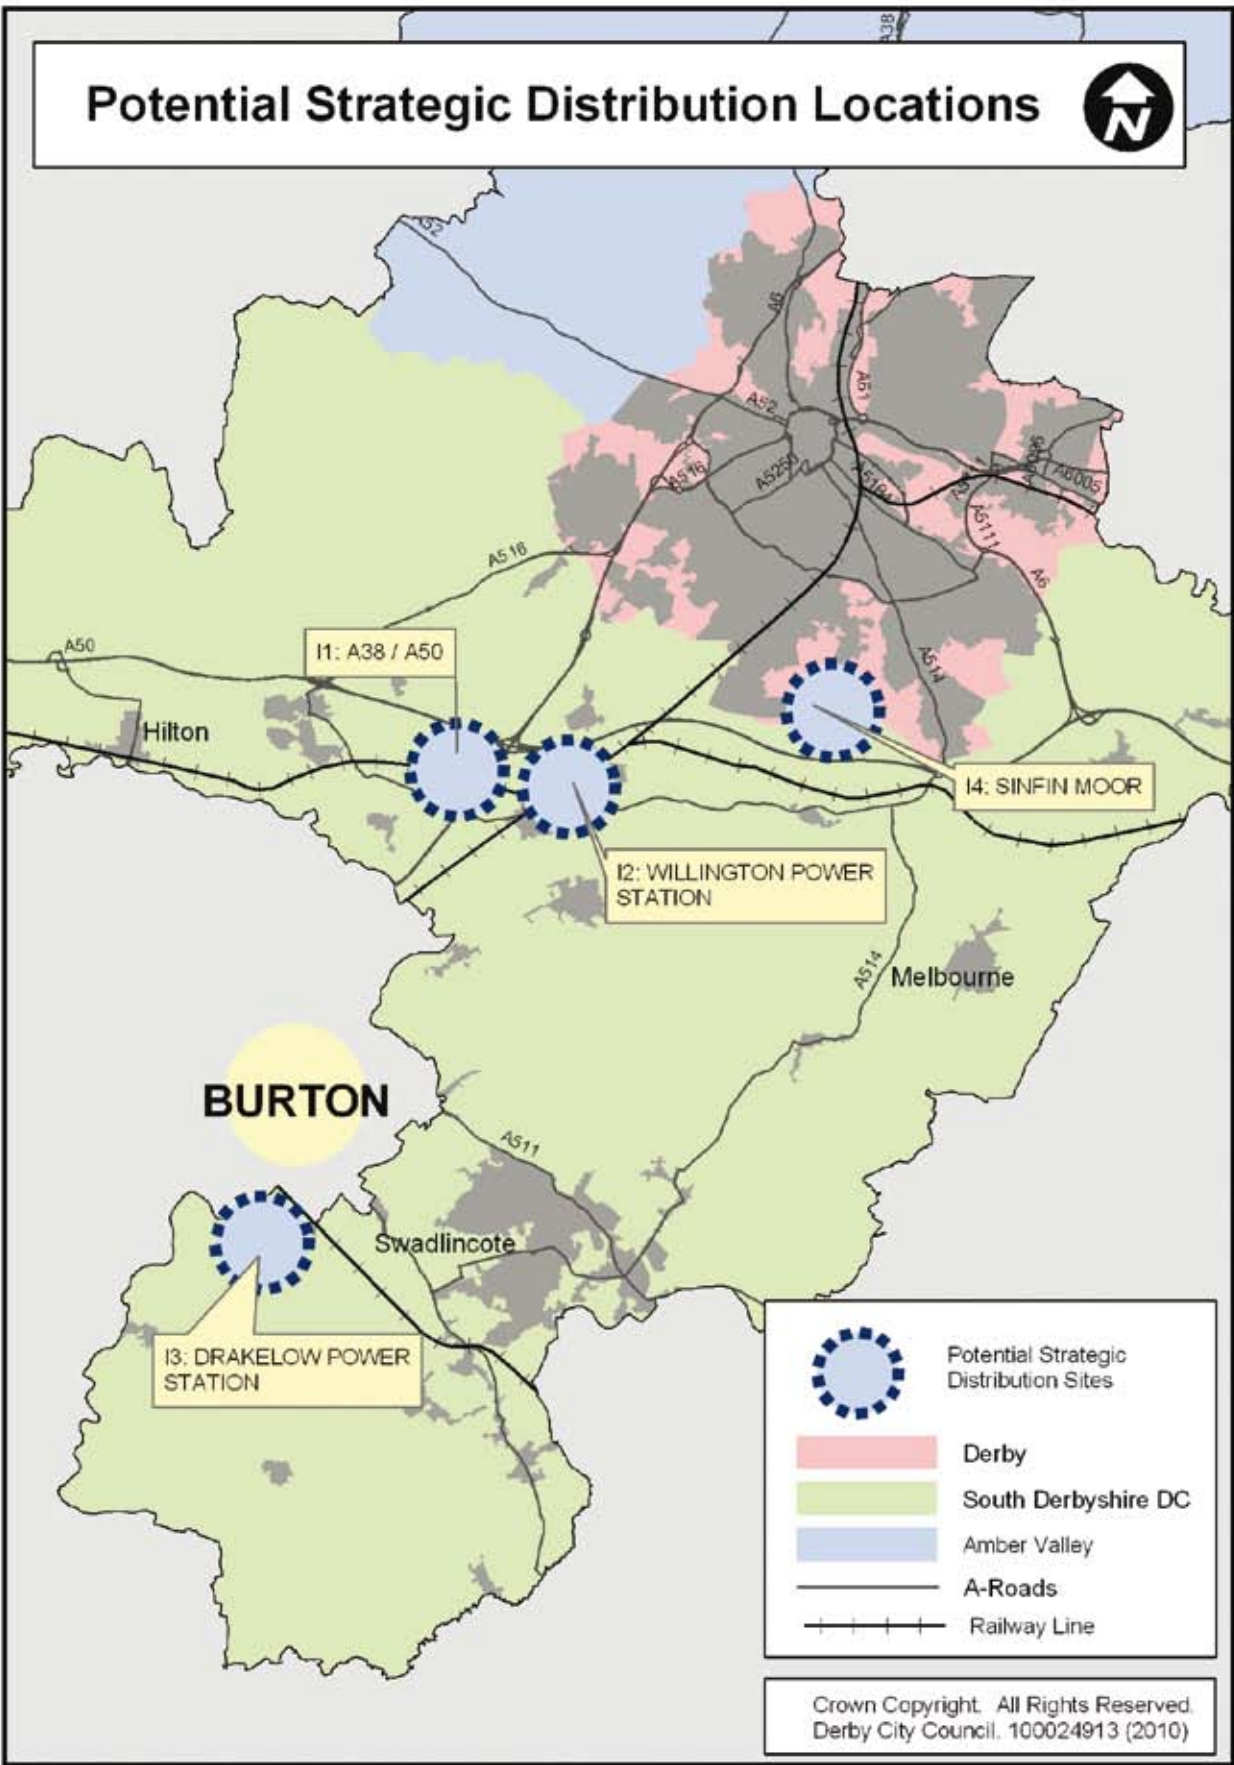 Potential Strategic Distribution Locations
N
A38
A52
A6
A61
A52
A516
A5250
A6005
A5111
A516
A6
A50
I1: A38 / A50
A514
Hilton
I4: SINFIN MOOR
I2: WILLINGTON POWER
STATION
A514
Melbourne
BURTON
A511
Swadlincote
I3: DRAKELOW POWER
STATION
Potential Strategic
Distribution Sites
Derby
South Derbyshire DC
Amber Valley
A-Roads
Railway Line
Crown Copyright. All Rights Reserved.
Derby City Council. 100024913 (2010)